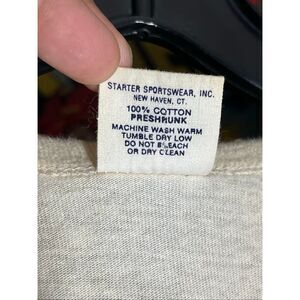 STARTER SPORTSWEAR, INC.
NEW HAVEN, CT.
100% COTTON
PRESHRUNK
MACHINE WASH WARM
TUMBLE DRY LOW
DO NOT BLEACH
OR DRY CLEAN